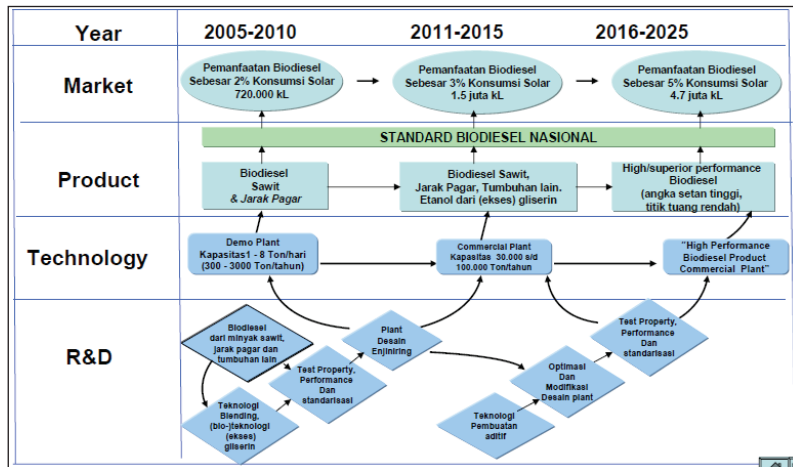 Year
2005-2010
2011-2015
2016-2025
Market
Pemanfaatan Biodiesel
Sebesar 2% Konsumsi Solar
720.000 kL
Pemanfaatan Biodiesel
Sebesar 3% Konsumsi Solar
1.5 juta kL
Pemanfaatan Biodiesel
Sebesar 5% Konsumsi Solar
4.7 juta kL
STANDARD BIODIESEL NASIONAL
Product
Biodiesel
Sawit
& Jarak Pagar
Biodiesel Sawit,
Jarak Pagar, Tumbuhan lain.
Etanol dari (ekses) gliserin
High/superior performance
Biodiesel
(angka setan tinggi,
titik tuang rendah)
Technology
Demo Plant
Kapasitas1 - 8 Ton/hari
(300 - 3000 Ton/tahun)
Commercial Plant
Kapasitas 30.000 s/d
100.000 Ton/tahun
"High Performance
Biodiesel Product
Commercial Plant"
R&D
Biodiesel
dari minyak sawit,
jarak pagar dan
tumbuhan lain
Plant
Desain
Enjiniring
Test Property,
Performance
Dan
standarisasi
Test Property,
Performance
Dan
standarisasi
Optimasi
Dan
Modifikasi
Desain plant
Teknologi
Blending,
(bio-)teknologi
(ekses)
gliserin
Teknologi
Pembuatan
aditif